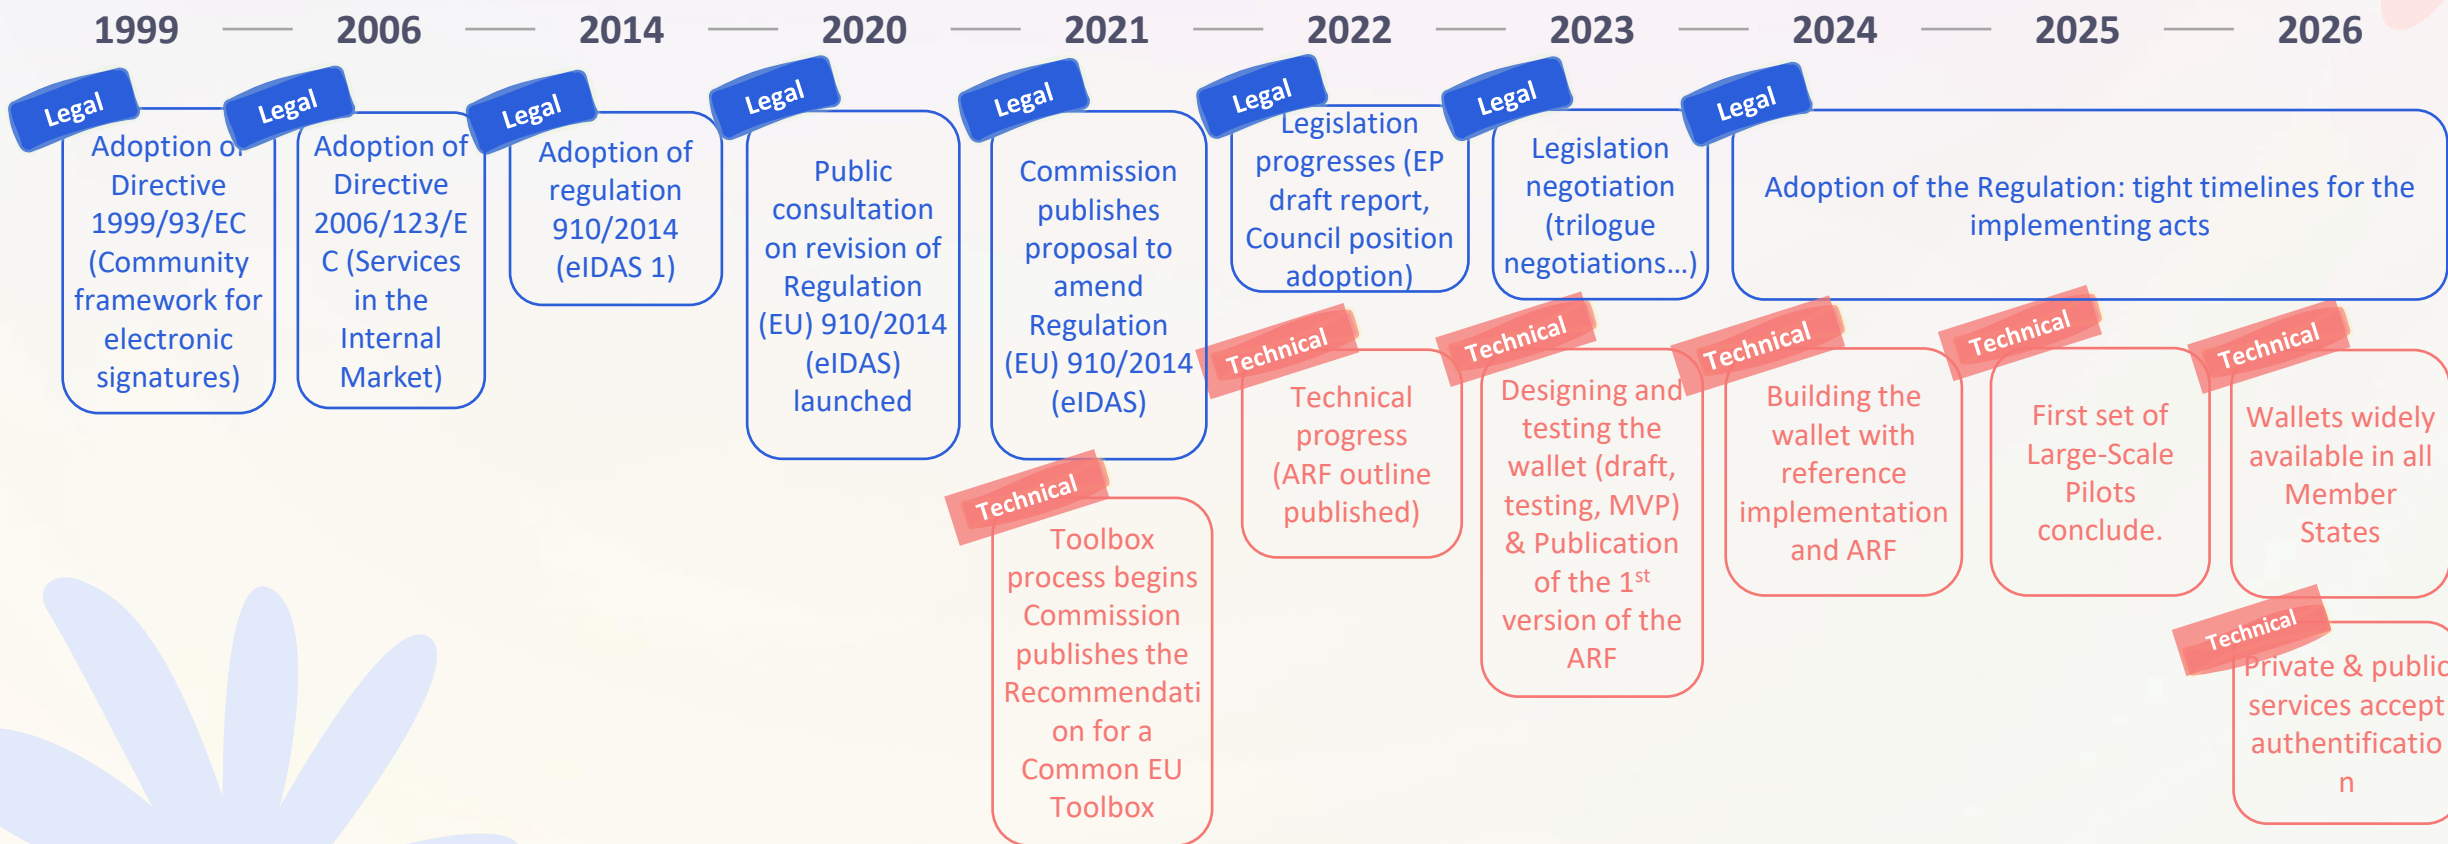 1999
2006
2014
2020
2021
2022
2023
2024
2025
2026
Legal
Adoption of
Directive
1999/93/EC
(Community
framework for
electronic
signatures)
Legal
Adoption of
Directive
2006/123/E
C (Services
in the
Internal
Market)
Legal
Adoption of
regulation
910/2014
(eIDAS 1)
Legal
Public
consultation
on revision of
Regulation
(EU) 910/2014
(eIDAS)
launched
Legal
Commission
publishes
proposal to
amend
Regulation
(EU) 910/2014
(eIDAS)
Legal
Legislation
progresses (EP
draft report,
Council position
adoption)
Legal
Legislation
negotiation
(trilogue
negotiations...)
Legal
Adoption of the Regulation: tight timelines for the
implementing acts
Technical
Toolbox
process begins
Commission
publishes the
Recommendati
on for a
Common EU
Toolbox
Technical
Technical
progress
(ARF outline
published)
Technical
Designing and
testing the
wallet (draft,
testing, MVP)
& Publication
of the 1st
version of the
ARF
Technical
Building the
wallet with
reference
implementation
and ARF
Technical
First set of
Large-Scale
Pilots
conclude.
Technical
Wallets widely
available in all
Member
States
Technical
Private & public
services accept
authentificatio
n